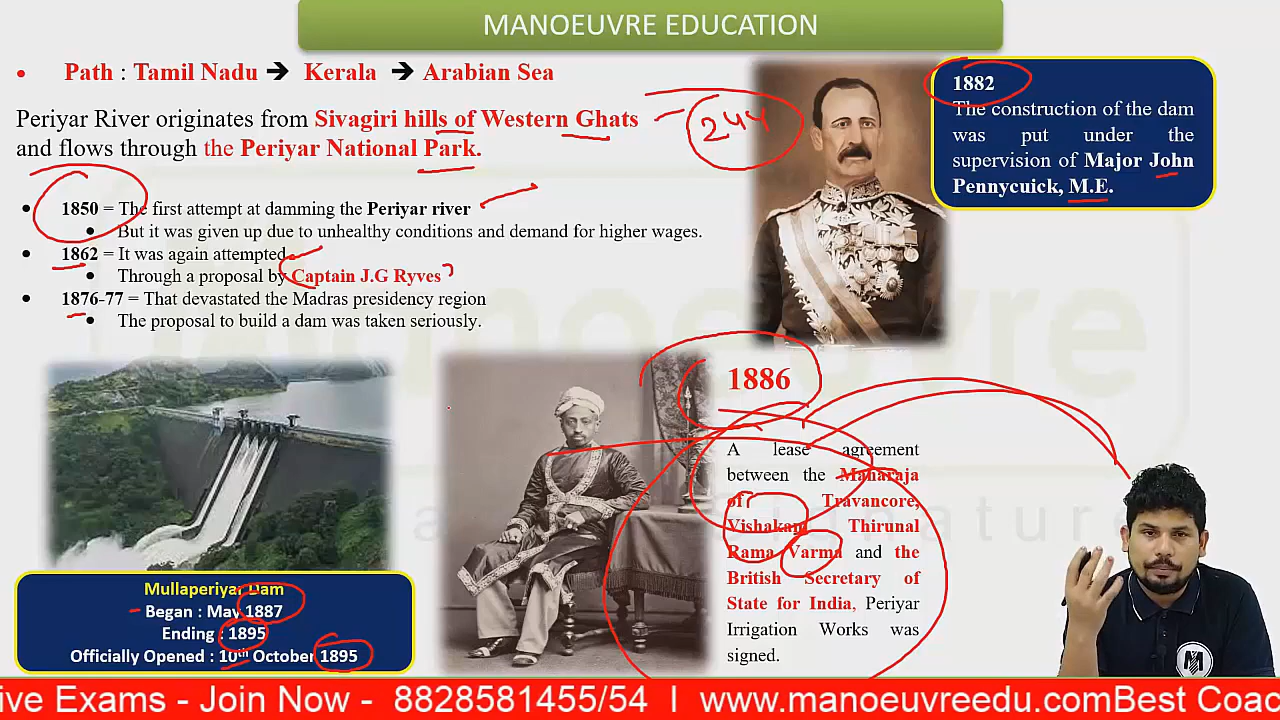 MANOEUVRE EDUCATION
• Path : Tamil Nadu ➔ Kerala ➔ Arabian Sea
Periyar River originates from Sivagiri hills of Western Ghats
and flows through the Periyar National Park.
244
• 1850 = The first attempt at damming the Periyar river
• But it was given up due to unhealthy conditions and demand for higher wages.
• 1862 = It was again attempted
• Through a proposal by Captain J.G Ryves
• 1876-77 = That devastated the Madras presidency region
• The proposal to build a dam was taken seriously.
1882
The construction of the dam
was put under the
supervision of Major John
Pennycuick, M.E.
Mullaperiyar Dam
Began : May 1887
Ending : 1895
Officially Opened : 10th October 1895
1886
A lease agreement
between the Maharaja
of Travancore,
Vishakam Thirunal
Rama Varma and the
British Secretary of
State for India, Periyar
Irrigation Works was
signed.
ive Exams - Join Now - 8828581455/54 I www.manoeuvreedu.comBest Coac